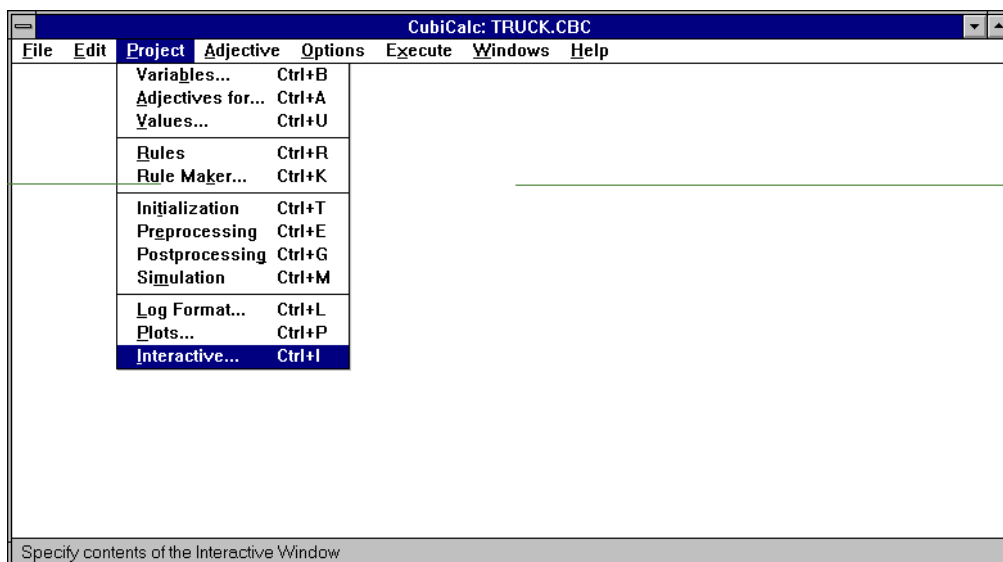 CubiCalc: TRUCK.CBC
File Edit Project Adjective Options Execute Windows Help
Variables... Ctrl+B
Adjectives for... Ctrl+A
Values... Ctrl+U
Rules Ctrl+R
Rule Maker... Ctrl+K
Initialization Ctrl+T
Preprocessing Ctrl+E
Postprocessing Ctrl+G
Simulation Ctrl+M
Log Format... Ctrl+L
Plots... Ctrl+P
Interactive... Ctrl+I
Specify contents of the Interactive Window